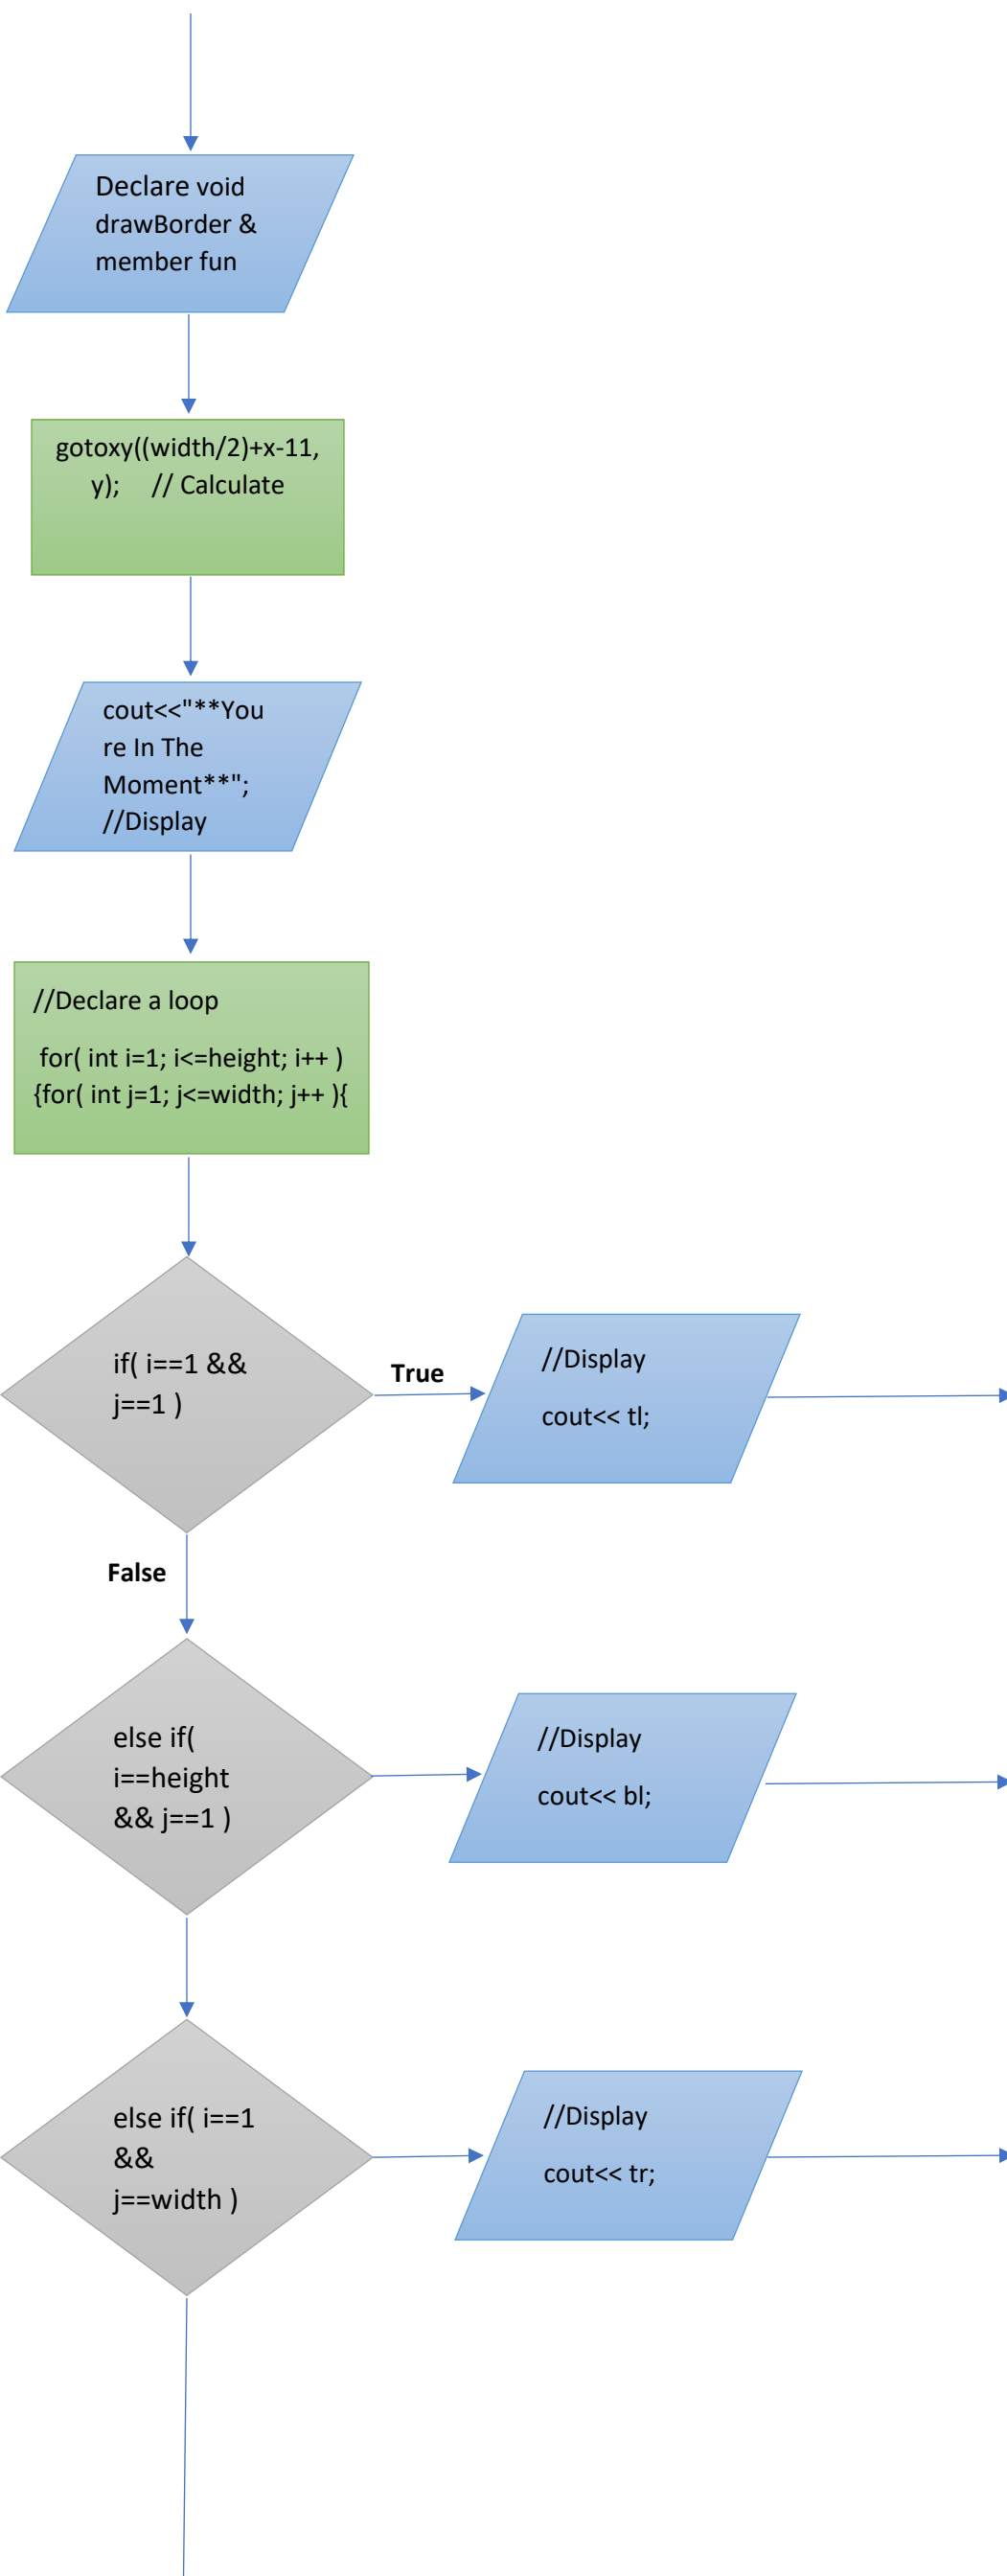 Declare void
drawBorder &
member fun
gotoxy((width/2)+x-11,
y); // Calculate
cout<<"**You
re In The
Moment**";
//Display
//Declare a loop
for( int i=1; i<=height; i++ )
{for( int j=1; j<=width; j++ ){
if( i==1 &&
j==1 )
True
//Display
cout<< tl;
False
else if(
i==height
&& j==1 )
//Display
cout<< bl;
else if( i==1
&&
j==width )
//Display
cout<< tr;